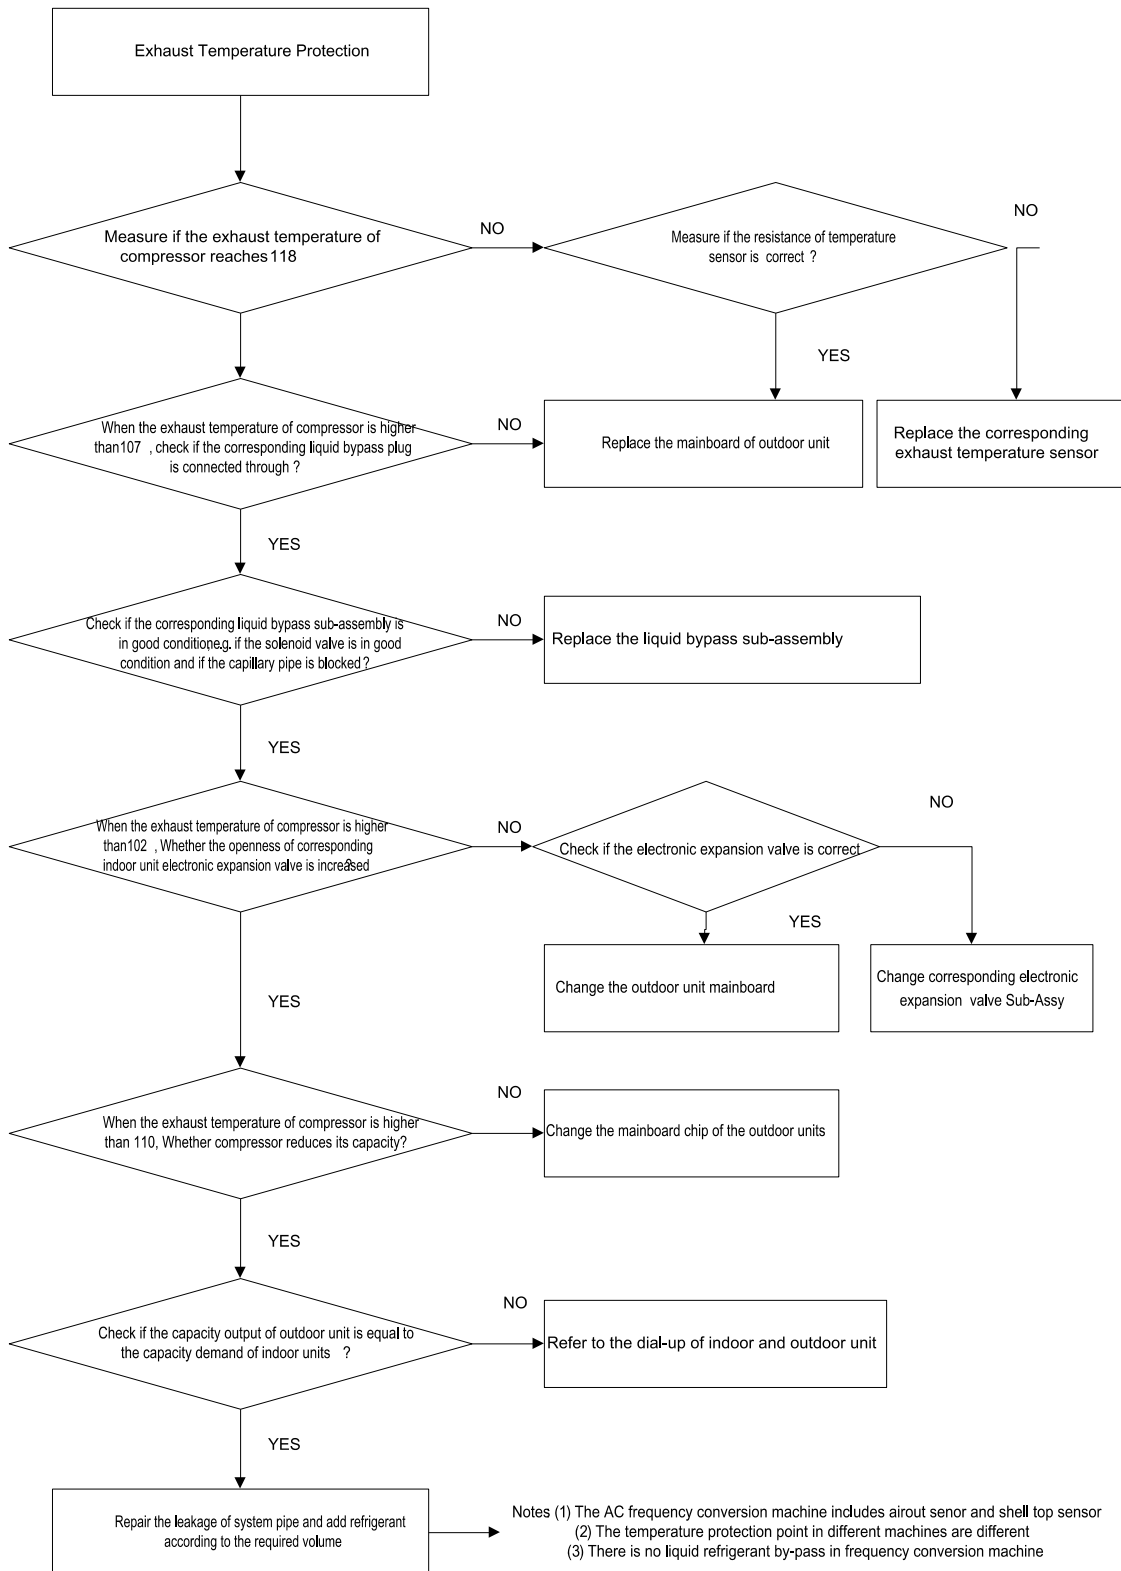 Exhaust Temperature Protection
Measure if the exhaust temperature of
compressor reaches 118
NO
Measure if the resistance of temperature
sensor is correct ?
NO
YES
When the exhaust temperature of compressor is higher
than107 , check if the corresponding liquid bypass plug
is connected through ?
NO
Replace the mainboard of outdoor unit
Replace the corresponding
exhaust temperature sensor
YES
Check if the corresponding liquid bypass sub-assembly is
in good condition,e.g. if the solenoid valve is in good
condition and if the capillary pipe is blocked ?
NO
Replace the liquid bypass sub-assembly
YES
When the exhaust temperature of compressor is higher
than102 , Whether the openness of corresponding
indoor unit electronic expansion valve is increased?
NO
Check if the electronic expansion valve is correct
NO
YES
Change the outdoor unit mainboard
Change corresponding electronic
expansion valve Sub-Assy
YES
When the exhaust temperature of compressor is higher
than 110, Whether compressor reduces its capacity?
NO
Change the mainboard chip of the outdoor units
YES
Check if the capacity output of outdoor unit is equal to
the capacity demand of indoor units ?
NO
Refer to the dial-up of indoor and outdoor unit
YES
Repair the leakage of system pipe and add refrigerant
according to the required volume
Notes (1) The AC frequency conversion machine includes airout senor and shell top sensor
(2) The temperature protection point in different machines are different
(3) There is no liquid refrigerant by-pass in frequency conversion machine